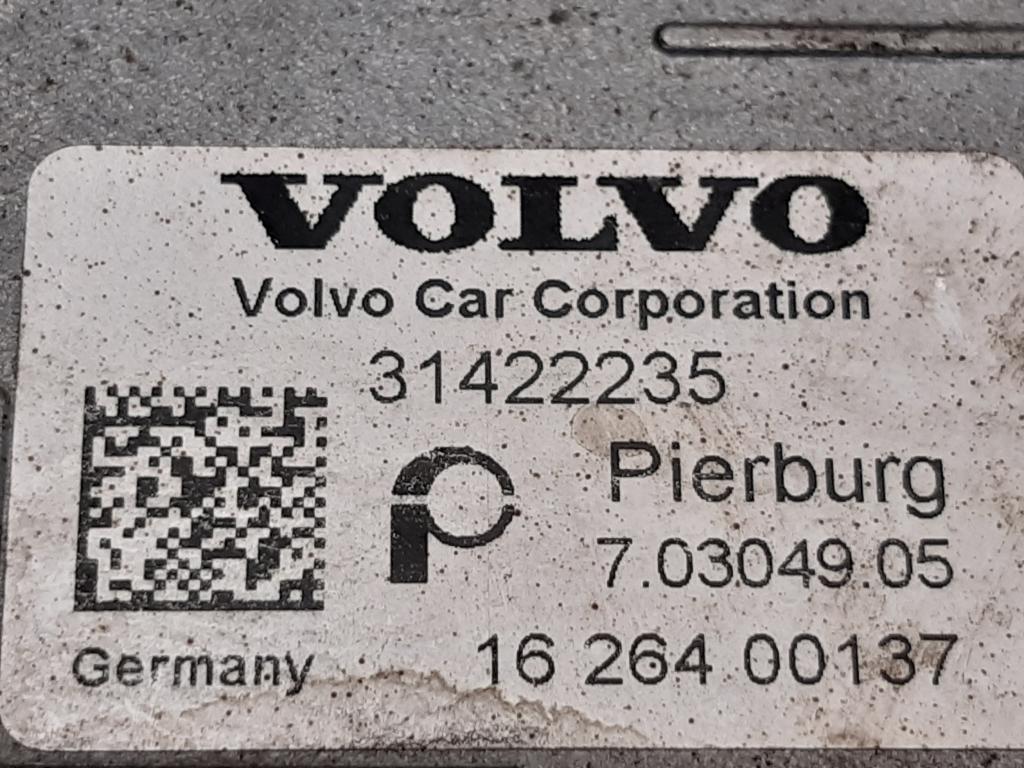 VOLVO
Volvo Car Corporation
31422235
Pierburg
7.03049.05
Germany
16 264 00137